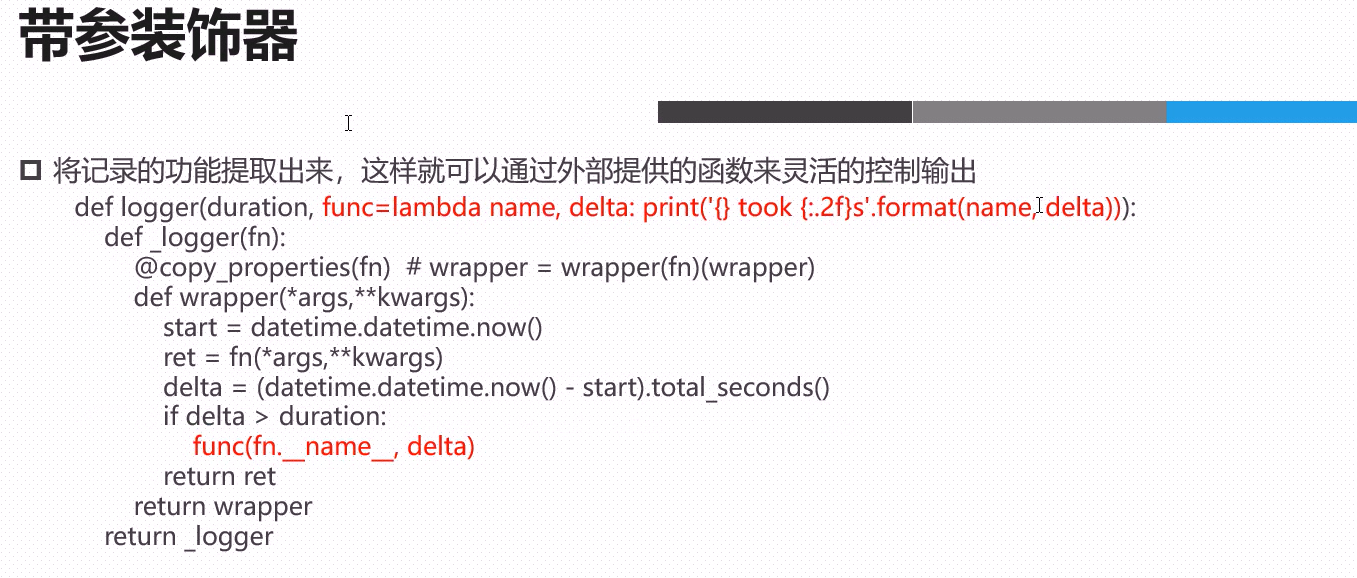 带参装饰器
将记录的功能提取出来，这样就可以通过外部提供的函数来灵活的控制输出
def logger(duration, func=lambda name, delta: print('{} took {:.2f}s'.format(name, delta))):
def _logger(fn):
@copy_properties(fn)  # wrapper = wrapper(fn)(wrapper)
def wrapper(*args,**kwargs):
start = datetime.datetime.now()
ret = fn(*args,**kwargs)
delta = (datetime.datetime.now() - start).total_seconds()
if delta > duration:
func(fn.__name__, delta)
return ret
return wrapper
return _logger